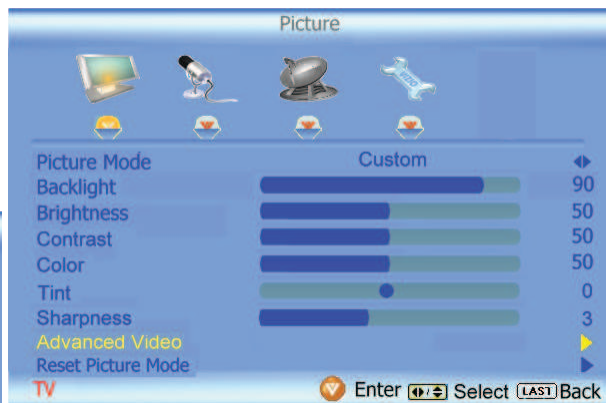 Picture
VIZIO
Picture Mode Custom
Backlight 90
Brightness 50
Contrast 50
Color 50
Tint 0
Sharpness 3
Advanced Video
Reset Picture Mode
TV Enter Select LAST Back